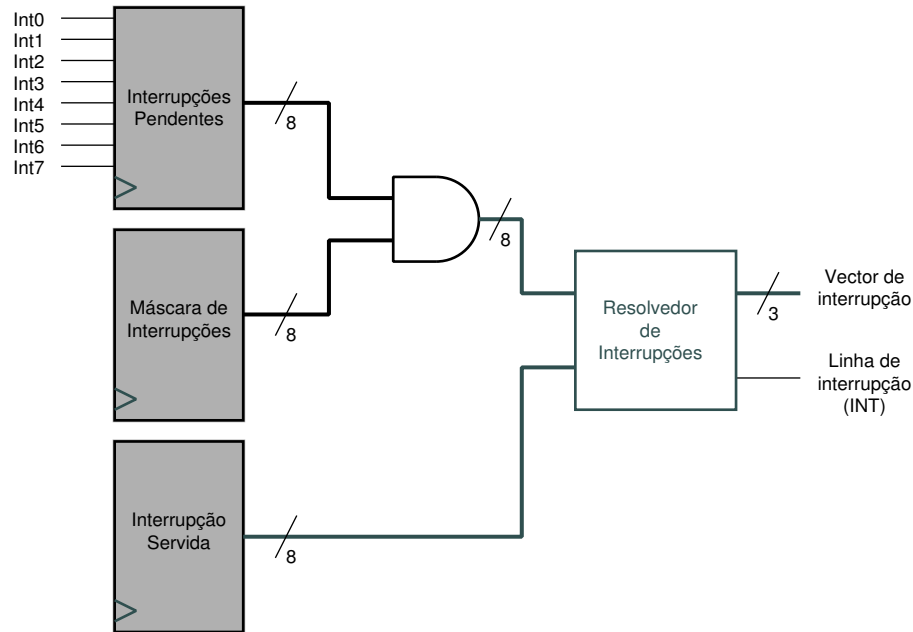 Int0
Int1
Int2
Int3
Int4
Int5
Int6
Int7
Interrupções
Pendentes
8
8
Máscara de
Interrupções
8
Resolvedor
de
Interrupções
3
Vector de
interrupção
Linha de
interrupção
(INT)
Interrupção
Servida
8